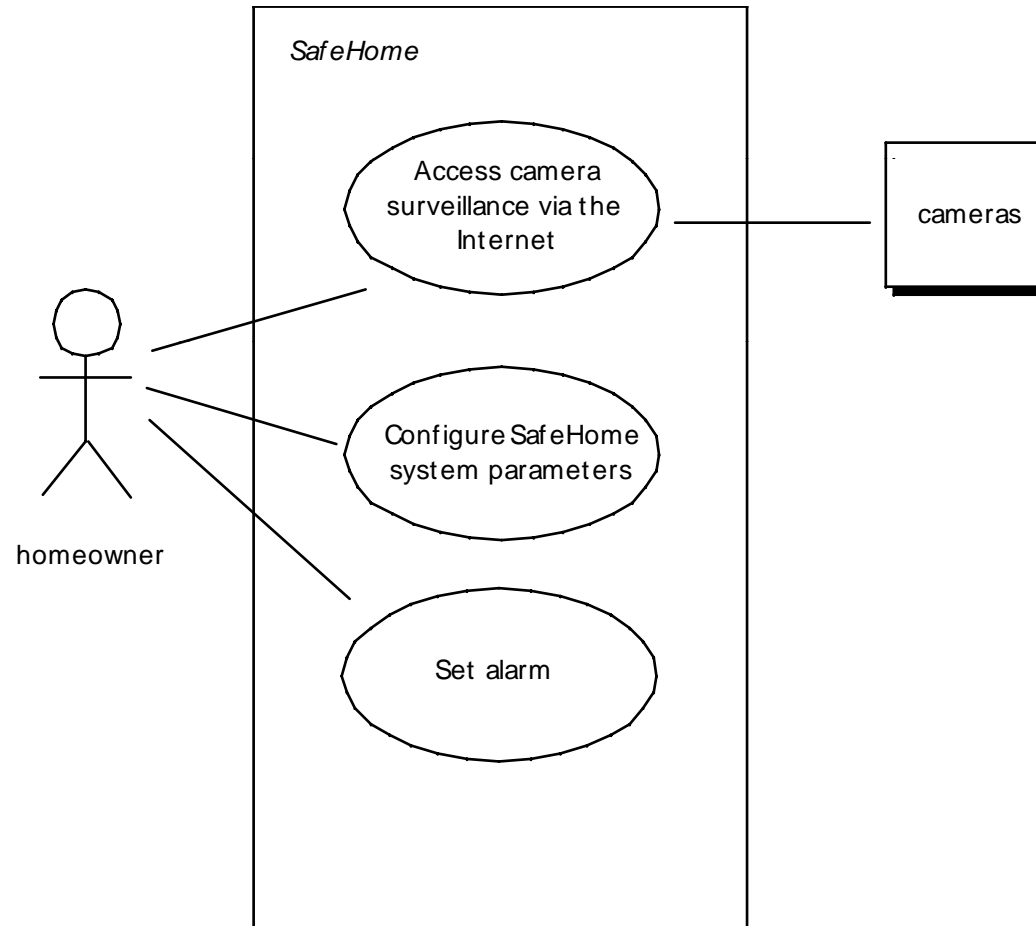 SafeHome
Access camera
surveillance via the
Internet
cameras
Configure SafeHome
system parameters
homeowner
Set alarm